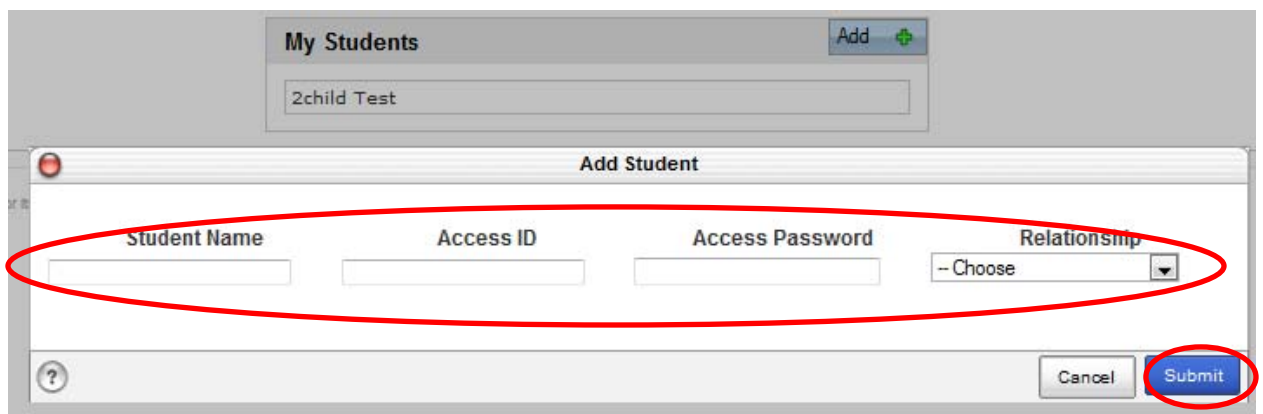 My Students
Add
2child Test
Add Student
Student Name Access ID Access Password Relationship
-- Choose
?
Cancel Submit